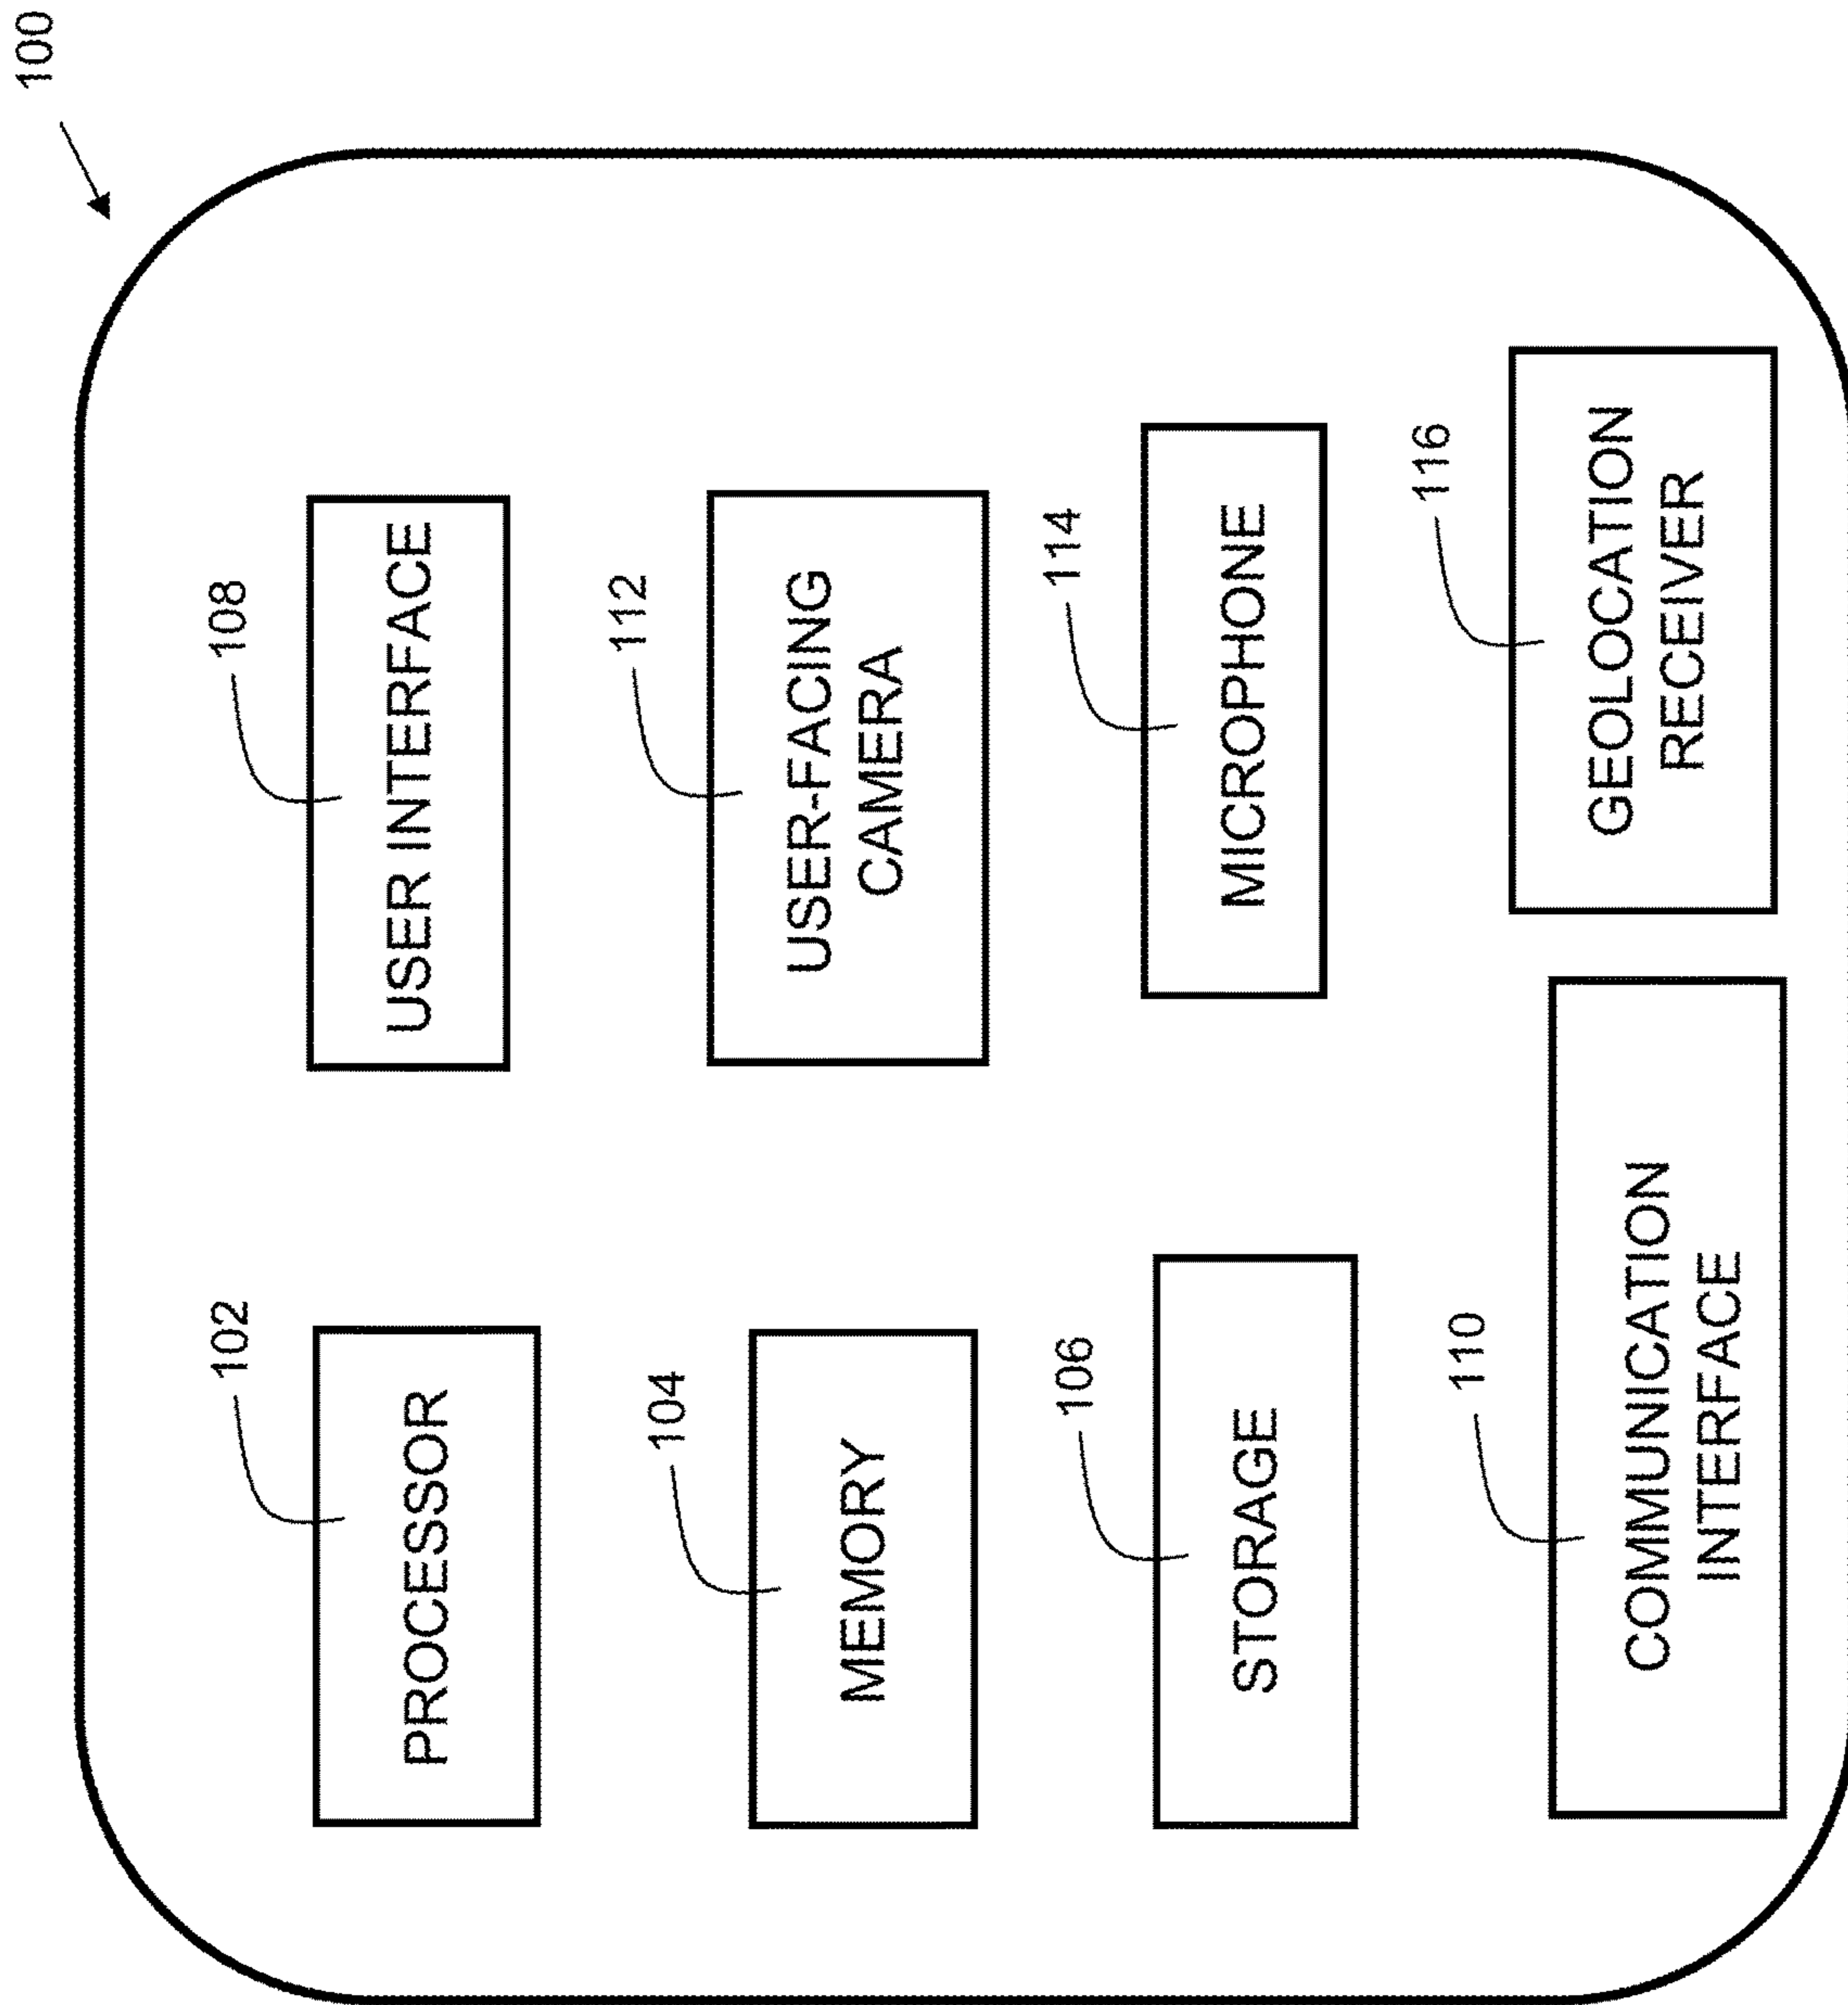 100
102
PROCESSOR
108
USER INTERFACE
104
MEMORY
112
USER-FACING
CAMERA
106
STORAGE
114
MICROPHONE
110
COMMUNICATION
INTERFACE
116
GEOLOCATION
RECEIVER